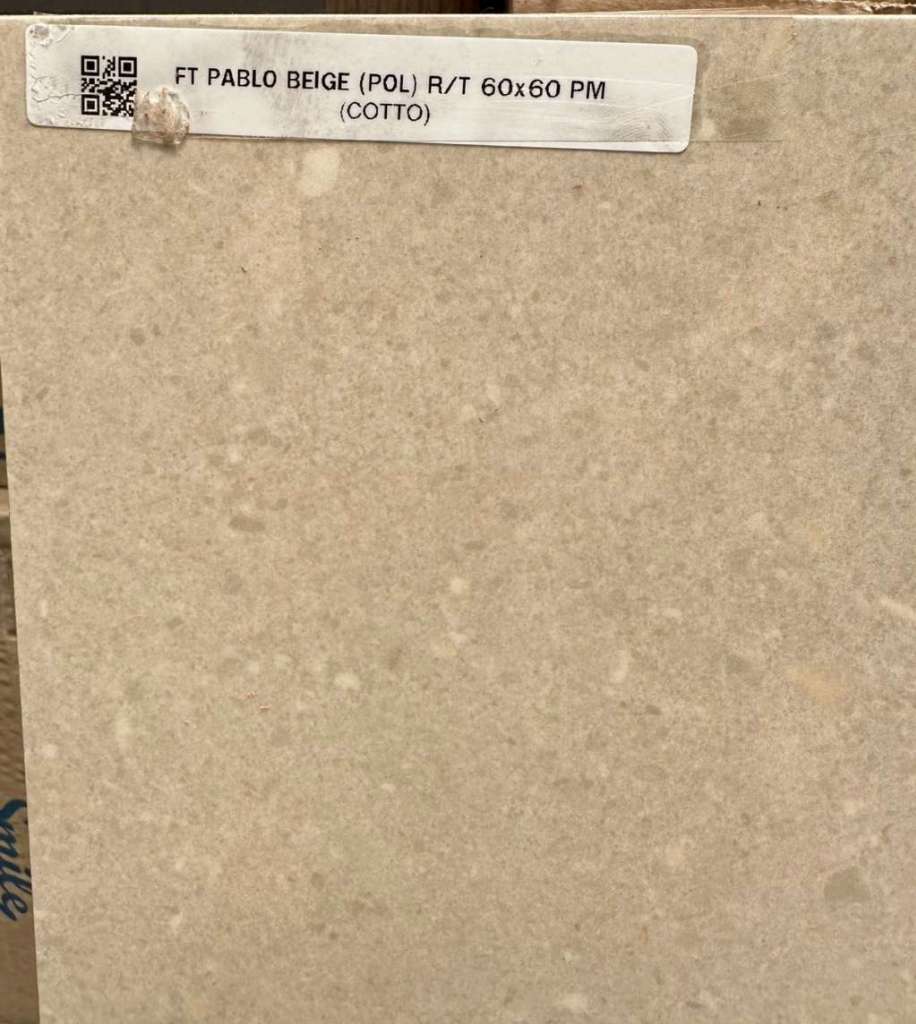 FT PABLO BEIGE (POL) R/T 60x60 PM
(COTTO)
Smile